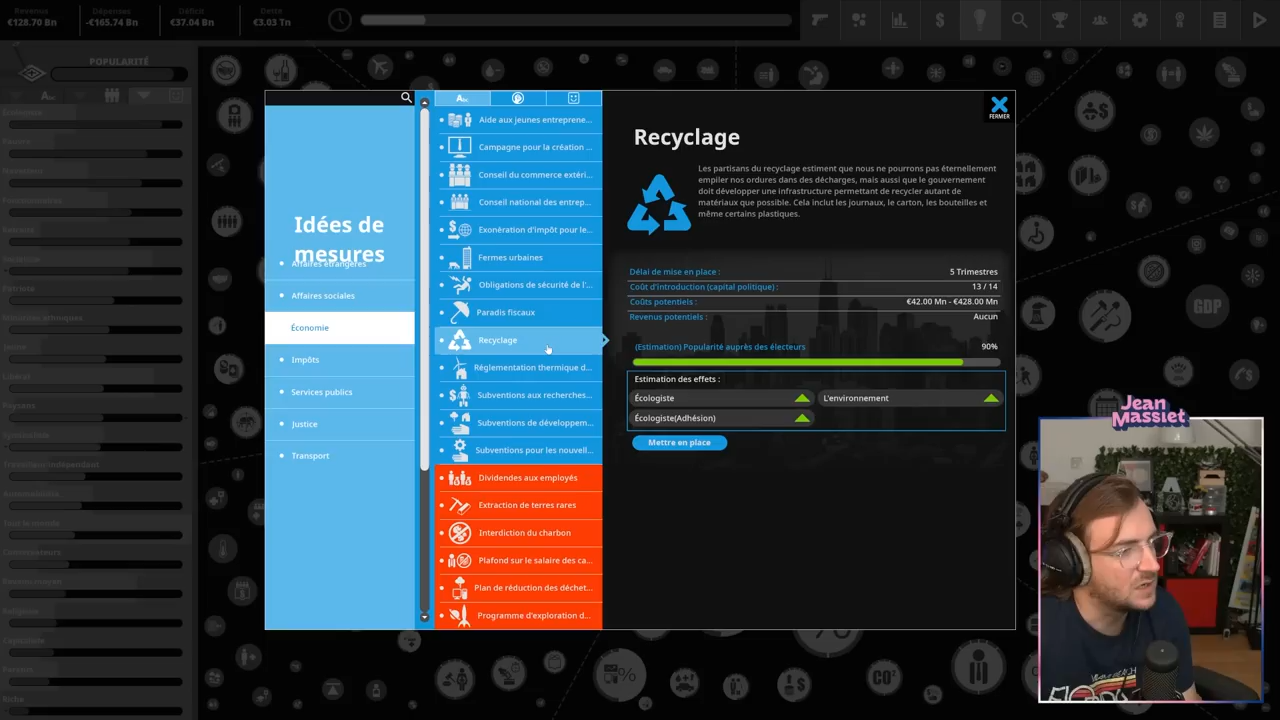 Revenus
Dépenses
Déficit
Dette
€128.70 Bn
-€165.74 Bn
€37.04 Bn
€3.03 Tn
POPULARITÉ
Abc
Abc
Idées de
mesures
Affaires étrangères
Affaires sociales
Économie
Impôts
Services publics
Justice
Transport
Aide aux jeunes entreprene...
Campagne pour la création ...
Conseil du commerce extéri...
Conseil national des entrep...
Exonération d'impôt pour le...
Fermes urbaines
Obligations de sécurité de l'...
Paradis fiscaux
Recyclage
Réglementation thermique d...
Subventions aux recherches...
Subventions de développem...
Subventions pour les nouvell...
Dividendes aux employés
Extraction de terres rares
Interdiction du charbon
Plafond sur le salaire des ca...
Plan de réduction des déchet...
Programme d'exploration d...
FERMER
Recyclage
Les partisans du recyclage estiment que nous ne pourrons pas éternellement
empiler nos ordures dans des décharges, mais aussi que le gouvernement
doit développer une infrastructure permettant de recycler autant de
matériaux que possible. Cela inclut les journaux, le carton, les bouteilles et
même certains plastiques.
Délai de mise en place :
5 Trimestres
Coût d'introduction (capital politique) :
13 / 14
Coûts potentiels :
€42.00 Mn - €428.00 Mn
Revenus potentiels :
Aucun
(Estimation) Popularité auprès des électeurs
90%
Estimation des effets :
Écologiste
L'environnement
Écologiste(Adhésion)
Mettre en place
GDP
CO²
Jean
Massiet